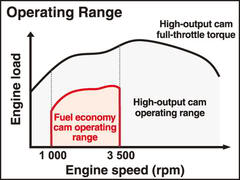 Operating Range
High-output cam
full-throttle torque
Engine load
High-output cam
operating range
Fuel economy
cam operating
range
1 000
3 500
Engine speed (rpm)